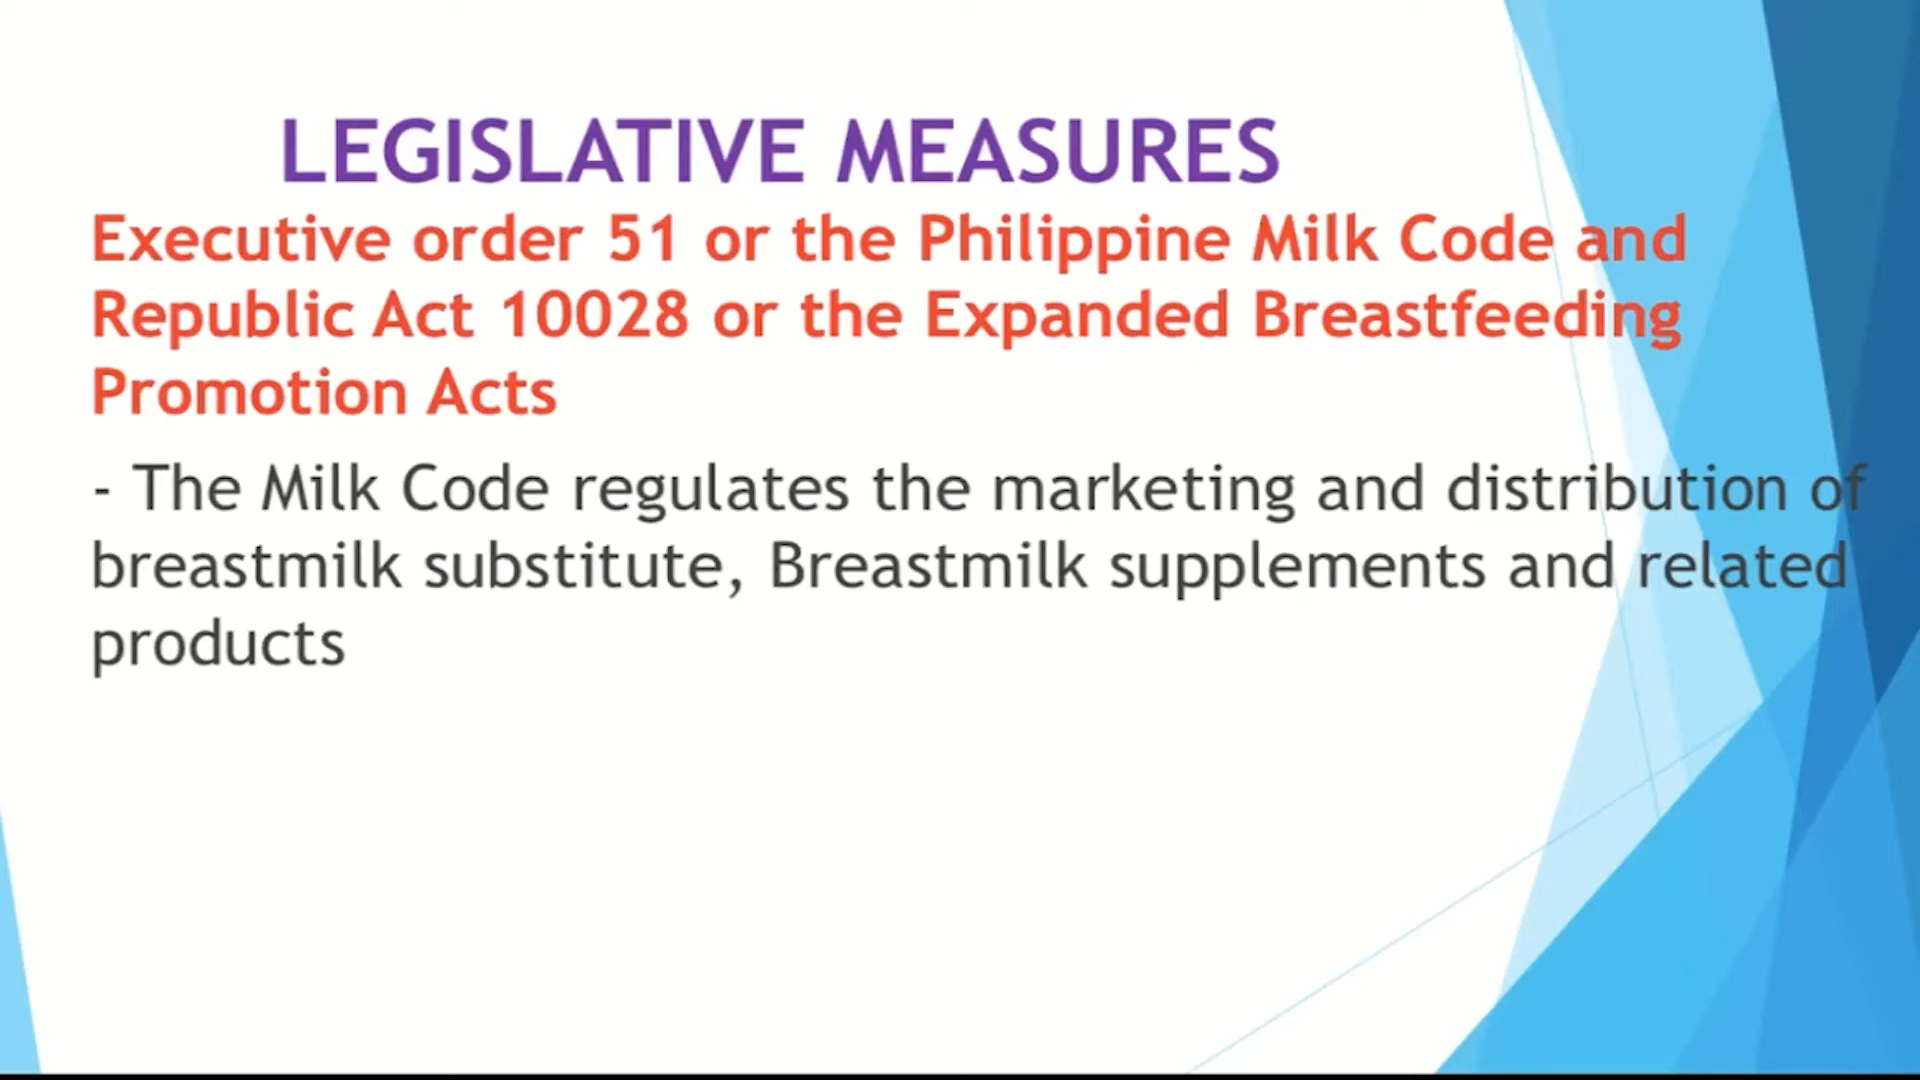 LEGISLATIVE MEASURES
Executive order 51 or the Philippine Milk Code and
Republic Act 10028 or the Expanded Breastfeeding
Promotion Acts
- The Milk Code regulates the marketing and distribution of
breastmilk substitute, Breastmilk supplements and related
products